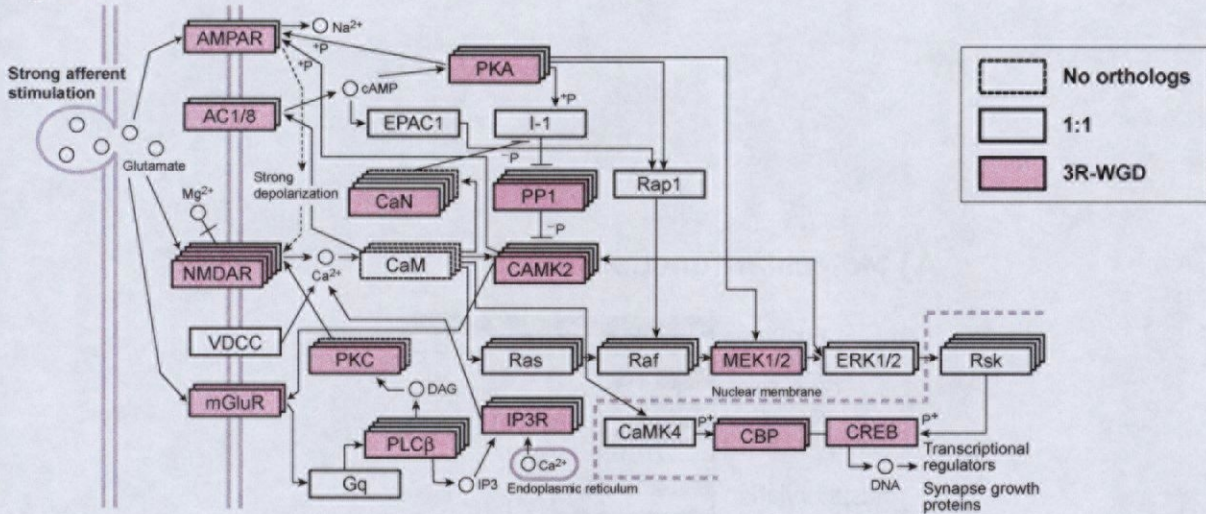 AMPAR
Na²⁺
+P
+P
Strong afferent
stimulation
Glutamate
AC1/8
cAMP
PKA
+P
EPAC1
I-1
−P
Strong
depolarization
CaN
PP1
Rap1
−P
Mg²⁺
NMDAR
Ca²⁺
CaM
CAMK2
VDCC
PKC
Ras
Raf
MEK1/2
ERK1/2
Rsk
Nuclear membrane
mGluR
DAG
IP3R
PLCβ
CaMK4
P+
CBP
CREB
P+
Gq
IP3
Ca²⁺
Endoplasmic reticulum
DNA
Transcriptional
regulators
Synapse growth
proteins
No orthologs
1:1
3R-WGD